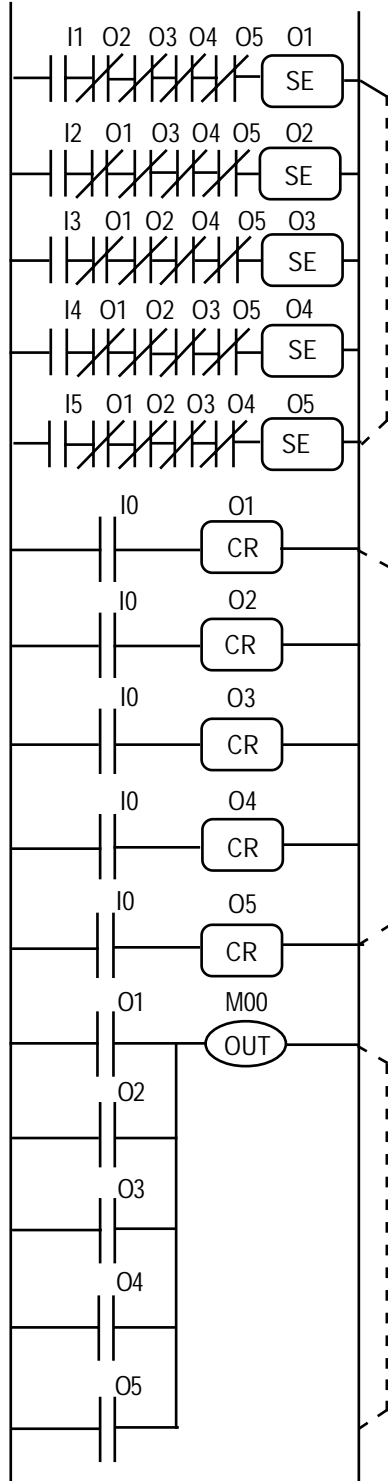 I1 O2 O3 O4 O5 O1
SE
I2 O1 O3 O4 O5 O2
SE
I3 O1 O2 O4 O5 O3
SE
I4 O1 O2 O3 O5 O4
SE
I5 O1 O2 O3 O4 O5
SE
I0 O1
CR
I0 O2
CR
I0 O3
CR
I0 O4
CR
I0 O5
CR
O1 M00
OUT
O2
O3
O4
O5